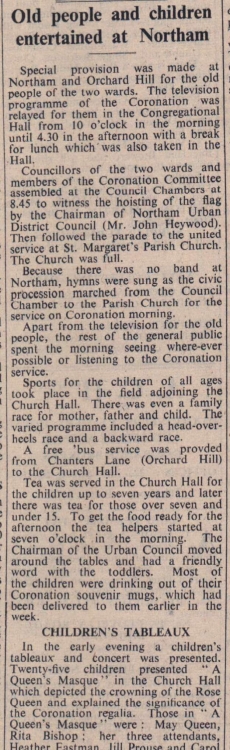 Old people and children
entertained at Northam
Special provision was made at
Northam and Orchard Hill for the old
people of the two wards. The television
programme of the Coronation was
relayed for them in the Congregational
Hall from 10 o'clock in the morning
until 4.30 in the afternoon with a break
for lunch which was also taken in the
Hall.
Councillors of the two wards and
members of the Coronation Committee
assembled at the Council Chambers at
8.45 to witness the hoisting of the flag
by the Chairman of Northam Urban
District Council (Mr. John Heywood).
Then followed the parade to the united
service at St. Margaret's Parish Church.
The Church was full.
Because there was no band at
Northam, hymns were sung as the civic
procession marched from the Council
Chamber to the Parish Church for the
service on Coronation morning.
Apart from the television for the old
people, the rest of the general public
spent the morning seeing where-ever
possible or listening to the Coronation
service.
Sports for the children of all ages
took place in the field adjoining the
Church Hall. There was even a family
race for mother, father and child. The
varied programme included a head-over-
heels race and a backward race.
A free 'bus service was provded
from Chanters Lane (Orchard Hill)
to the Church Hall.
Tea was served in the Church Hall for
the children up to seven years and later
there was tea for those over seven and
under 15. To get the food ready for the
afternoon the tea helpers started at
seven o'clock in the morning. The
Chairman of the Urban Council moved
around the tables and had a friendly
word with the toddlers. Most of
the children were drinking out of their
Coronation souvenir mugs, which had
been delivered to them earlier in the
week.
CHILDREN'S TABLEAUX
In the early evening a children's
tableaux and concert was presented.
Twenty-five children presented "A
Queen's Masque" in the Church Hall
which depicted the crowning of the Rose
Queen and explained the significance of
the Coronation regalia. Those in "A
Queen's Masque" were: May Queen,
Rita Bishop; her three attendants,
Heather Eastman, Jill Prouse and Carol